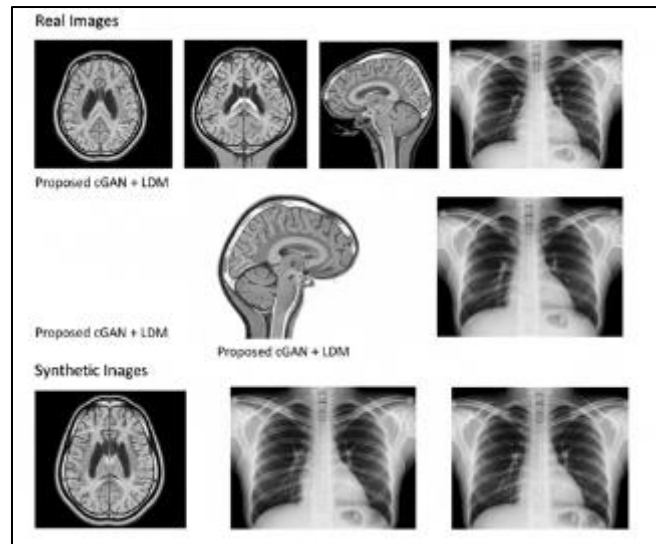 Real Images
Proposed cGAN + LDM
Proposed cGAN + LDM
Proposed cGAN + LDM
Synthetic Images